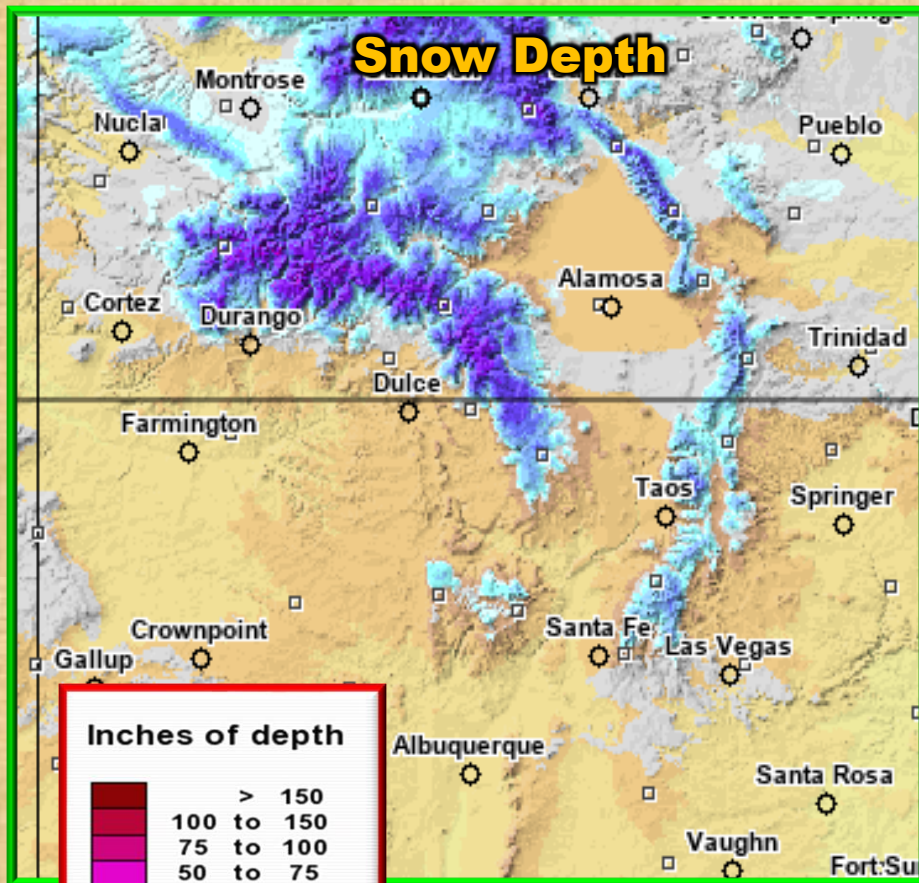 Snow Depth
Montrose
Nucla
Pueblo
Alamosa
Cortez
Durango
Trinidad
Dulce
Farmington
Taos
Springer
Crownpoint
Santa Fe
Gallup
Las Vegas
Albuquerque
Santa Rosa
Vaughn
Inches of depth
> 150
100 to 150
75 to 100
50 to 75